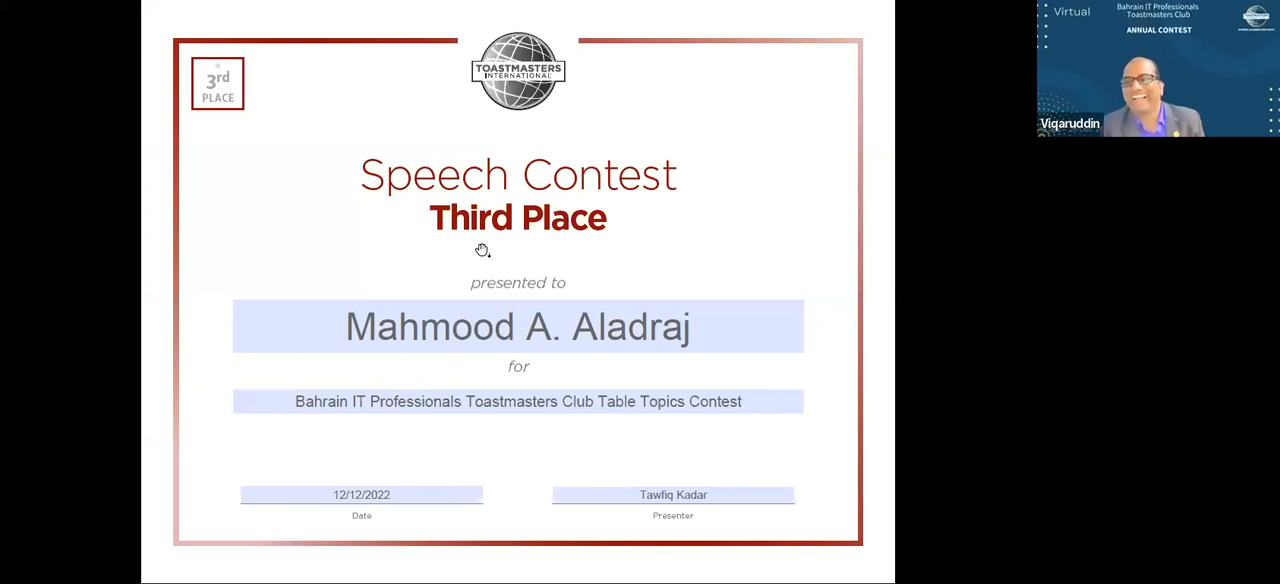 3rd
PLACE
TOASTMASTERS
INTERNATIONAL
Speech Contest
Third Place
presented to
Mahmood A. Aladraj
for
Bahrain IT Professionals Toastmasters Club Table Topics Contest
12/12/2022
Date
Tawfiq Kadar
Presenter
Virtual
Bahrain IT Professionals
Toastmasters Club
ANNUAL CONTEST
TOASTMASTERS
Viqaruddin